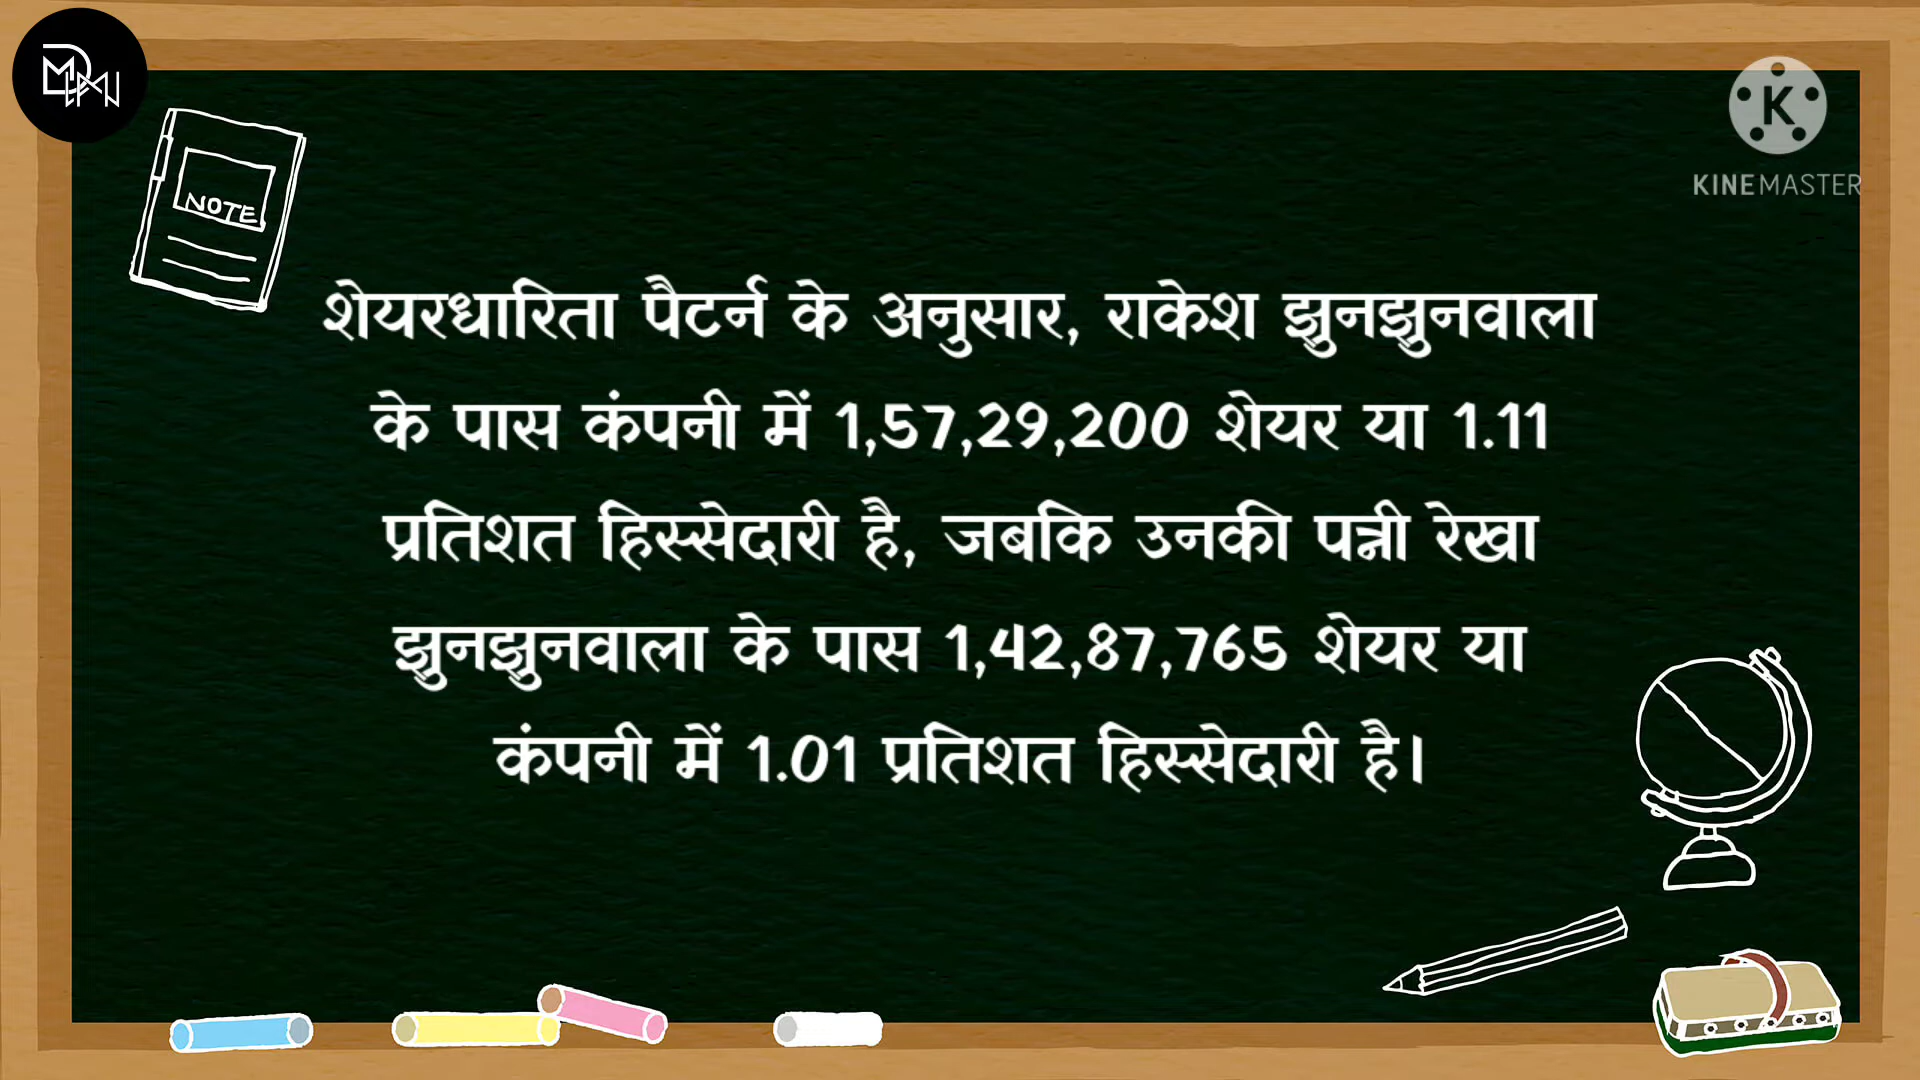 NOTE
KINEMASTER
शेयरधारिता पैटर्न के अनुसार, राकेश झुनझुनवाला
के पास कंपनी में 1,57,29,200 शेयर या 1.11
प्रतिशत हिस्सेदारी है, जबकि उनकी पत्नी रेखा
झुनझुनवाला के पास 1,42,87,765 शेयर या
कंपनी में 1.01 प्रतिशत हिस्सेदारी है।